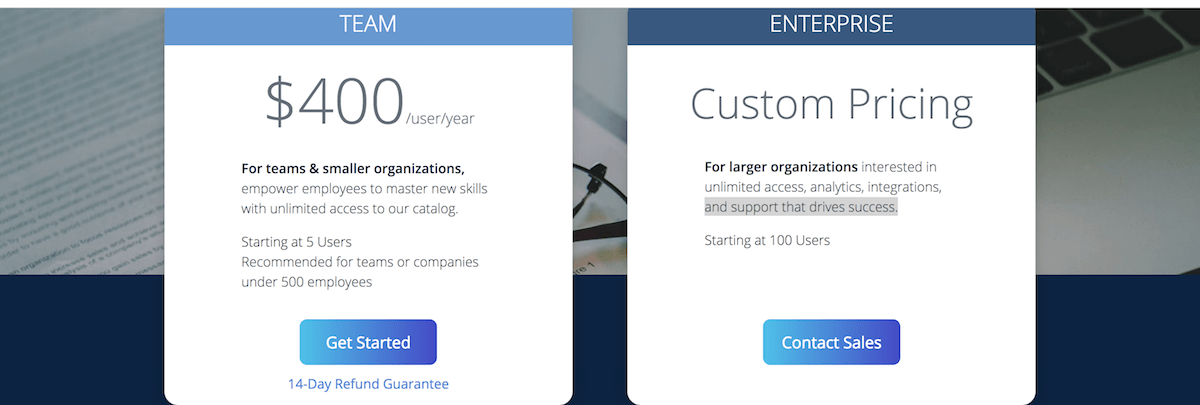 TEAM
$400/user/year
For teams & smaller organizations,
empower employees to master new skills
with unlimited access to our catalog.
Starting at 5 Users
Recommended for teams or companies
under 500 employees
Get Started
14-Day Refund Guarantee
ENTERPRISE
Custom Pricing
For larger organizations interested in
unlimited access, analytics, integrations,
and support that drives success.
Starting at 100 Users
Contact Sales